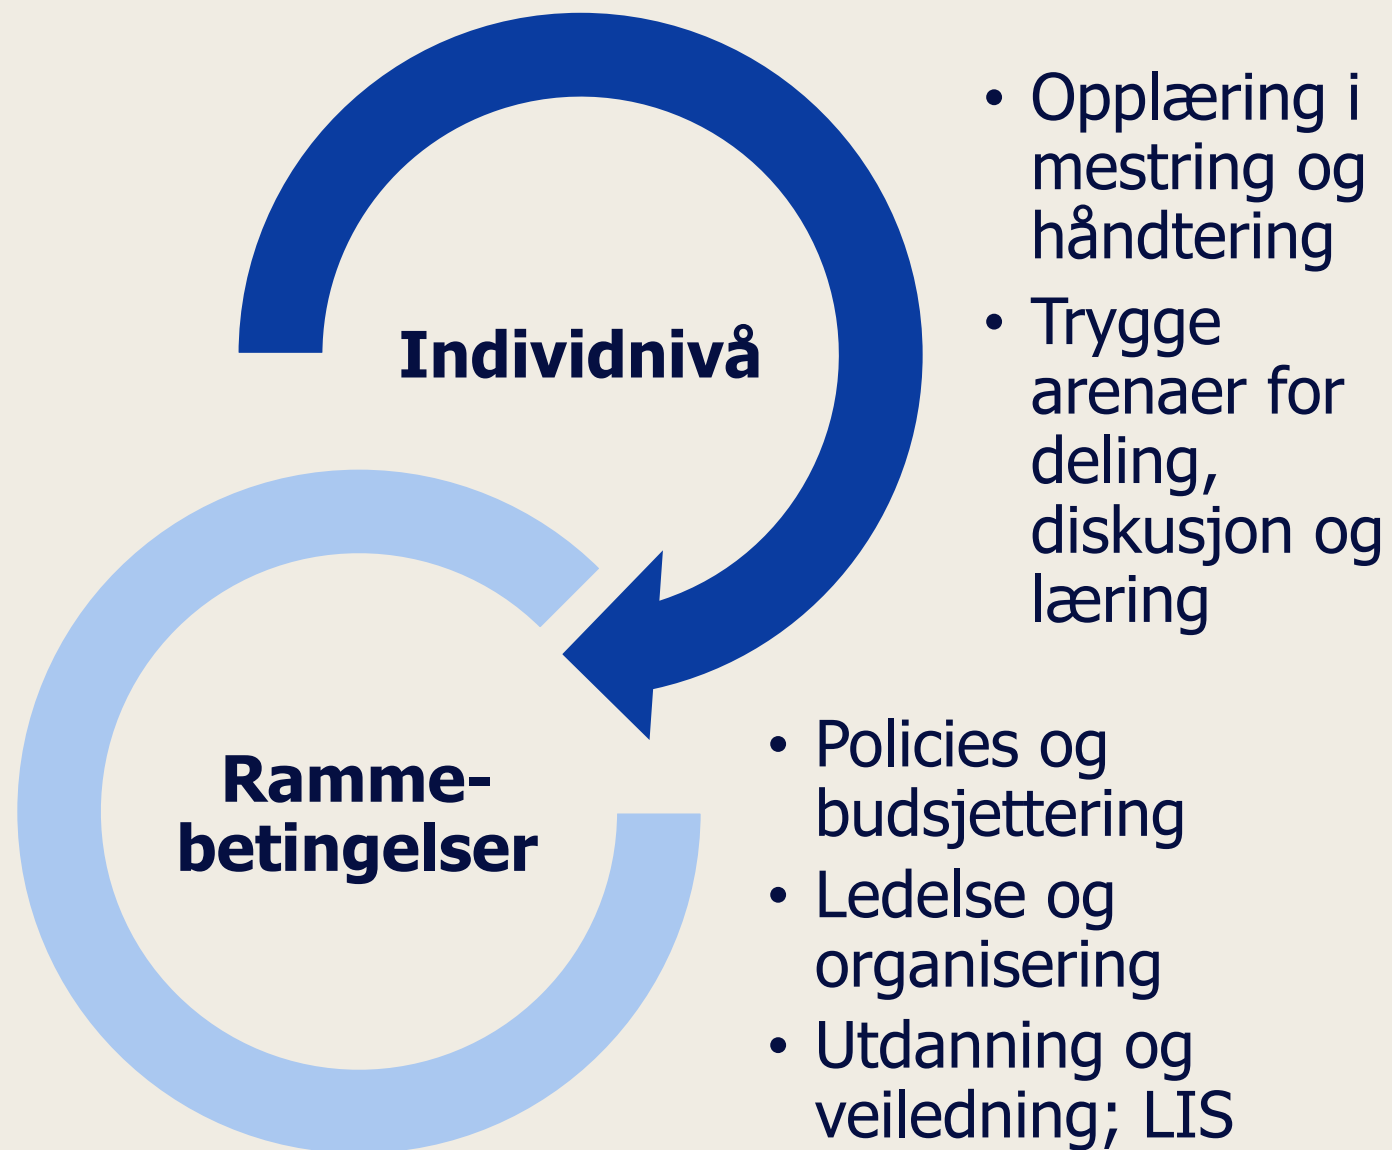 • Opplæring i
mestring og
håndtering
• Trygge
arenaer for
deling,
diskusjon og
læring
Individnivå
Ramme-
betingelser
• Policies og
budsjettering
• Ledelse og
organisering
• Utdanning og
veiledning; LIS